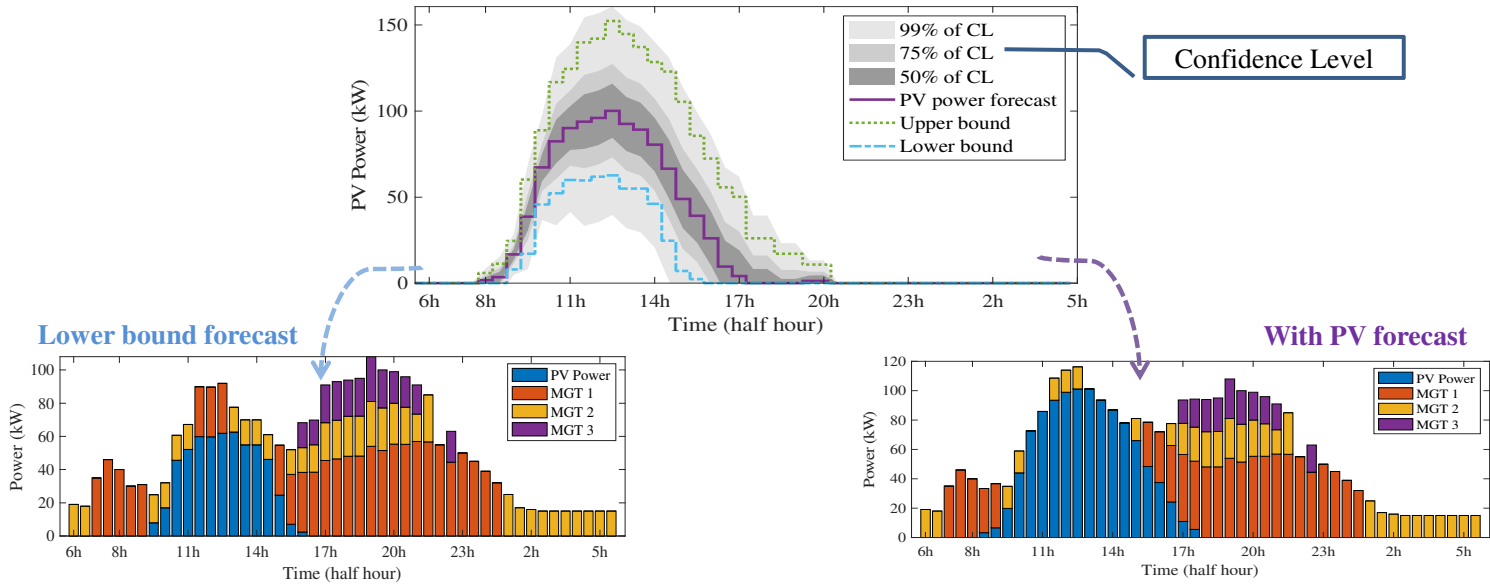 150
100
50
0
PV Power (kW)
99% of CL
75% of CL
50% of CL
PV power forecast
Upper bound
Lower bound
Confidence Level
6h 8h 11h 14h 17h 20h 23h 2h 5h
Time (half hour)
Lower bound forecast
With PV forecast
100
80
60
40
20
0
Power (kW)
PV Power
MGT 1
MGT 2
MGT 3
6h 8h 11h 14h 17h 20h 23h 2h 5h
Time (half hour)
120
100
80
60
40
20
0
Power (kW)
PV Power
MGT 1
MGT 2
MGT 3
6h 8h 11h 14h 17h 20h 23h 2h 5h
Time (half hour)